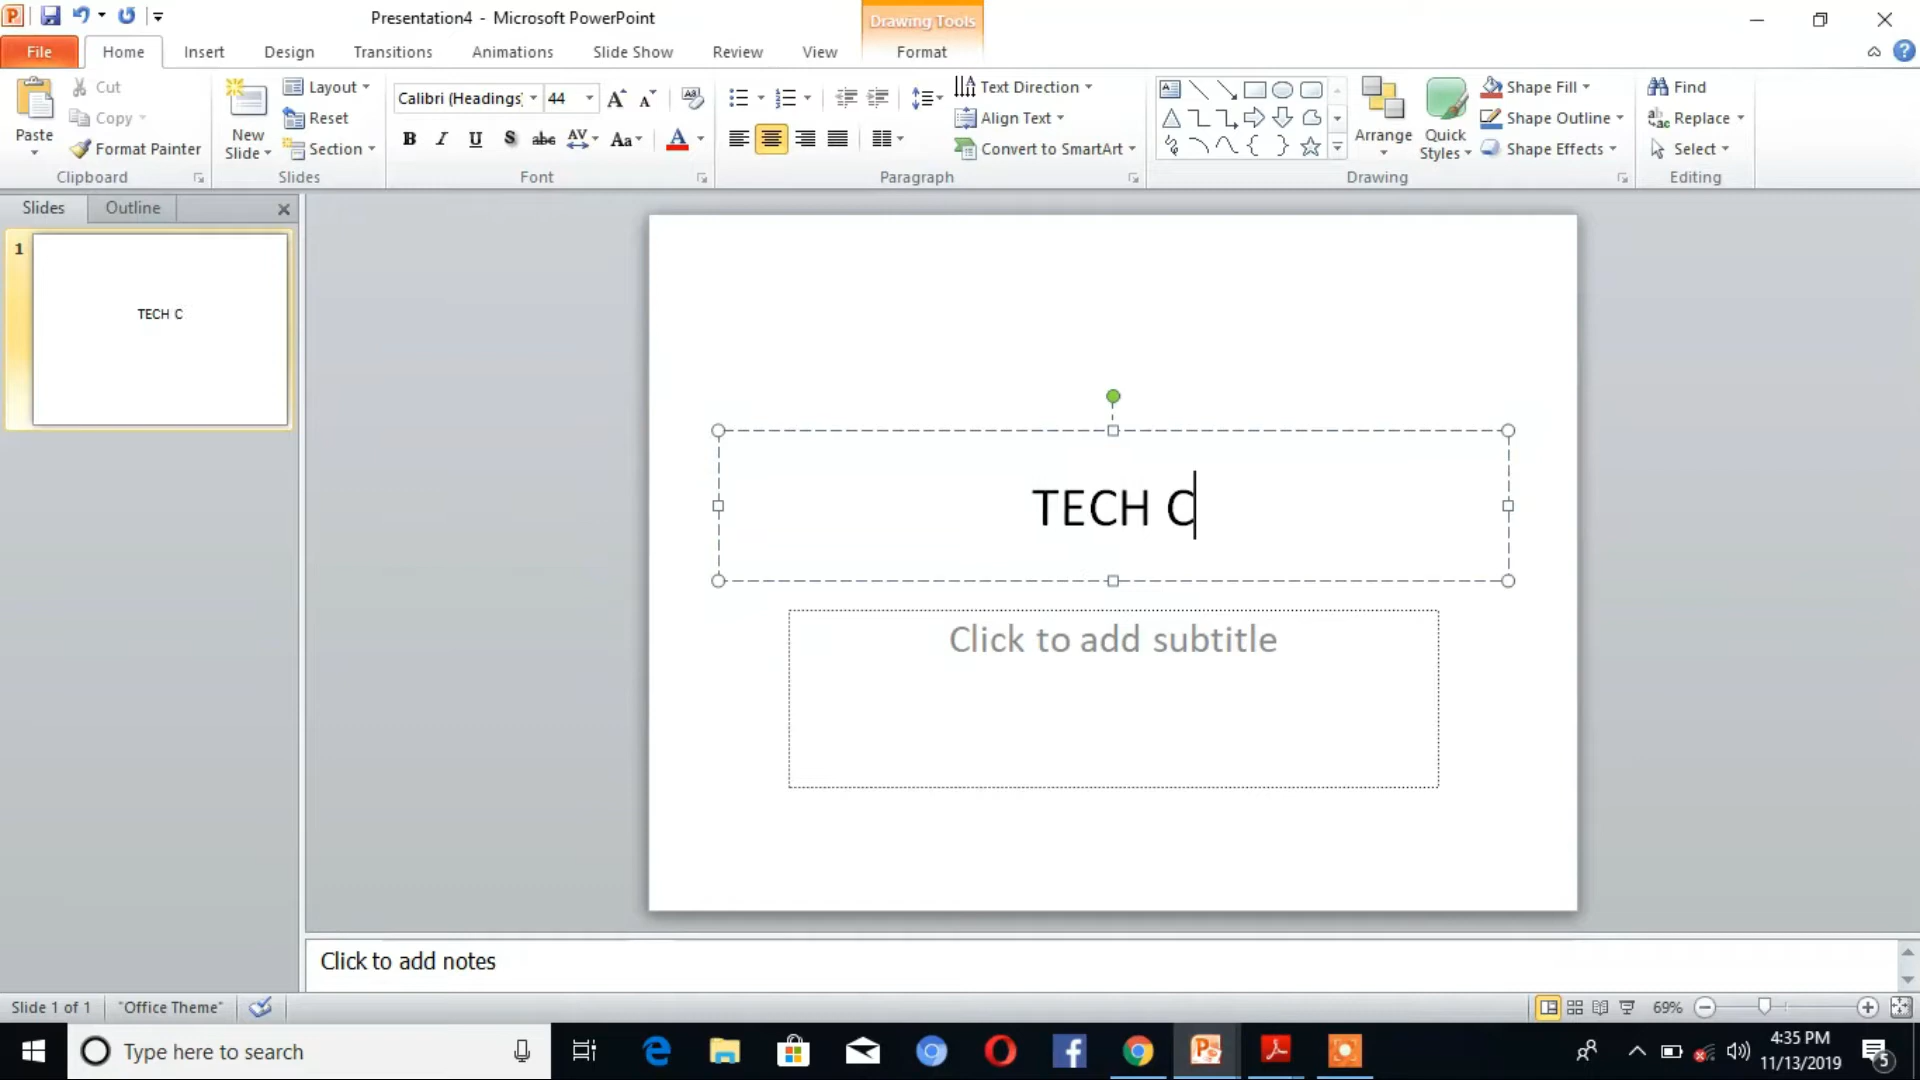 Presentation4 - Microsoft PowerPoint
Drawing Tools
File Home Insert Design Transitions Animations Slide Show Review View Format
Paste
Cut
Copy
Format Painter
Clipboard
New Slide
Layout
Reset
Section
Slides
Calibri (Headings) 44
B I U S abc AV Aa A
Font
Text Direction
Align Text
Convert to SmartArt
Paragraph
Arrange
Quick Styles
Shape Fill
Shape Outline
Shape Effects
Drawing
Find
Replace
Select
Editing
Slides Outline
1
TECH C
TECH C
Click to add subtitle
Click to add notes
Slide 1 of 1 "Office Theme" 69%
Type here to search
4:35 PM
11/13/2019
5